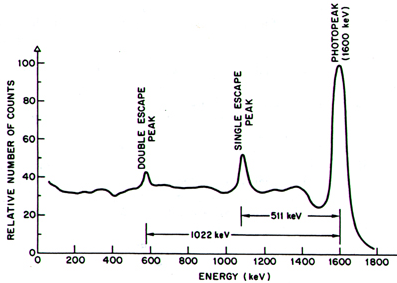 RELATIVE NUMBER OF COUNTS
100
80
60
40
20
0
DOUBLE ESCAPE
PEAK
SINGLE ESCAPE
PEAK
PHOTOPEAK
(1600 keV)
511 keV
1022 keV
0 200 400 600 800 1000 1200 1400 1600 1800
ENERGY (keV)